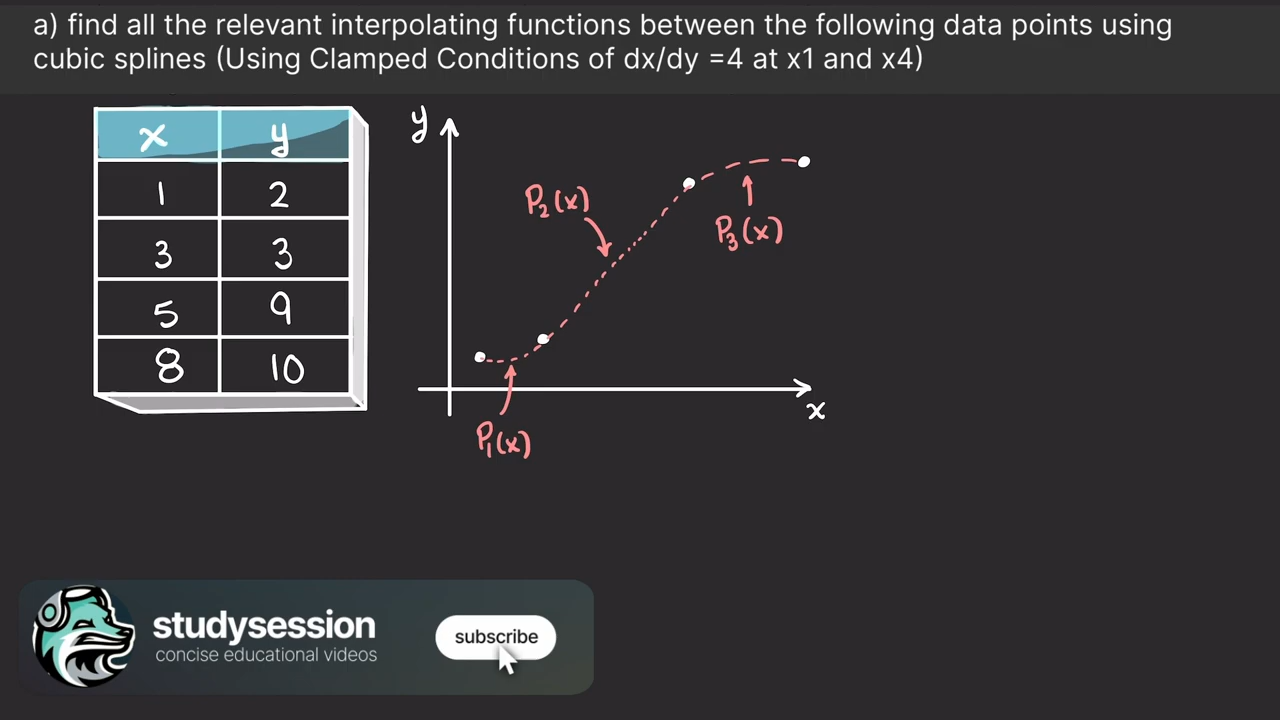 a) find all the relevant interpolating functions between the following data points using
cubic splines (Using Clamped Conditions of dx/dy =4 at x1 and x4)
x y
1 2
3 3
5 9
8 10
y
P₂(x)
P₃(x)
x
P₁(x)
studysession
concise educational videos
subscribe